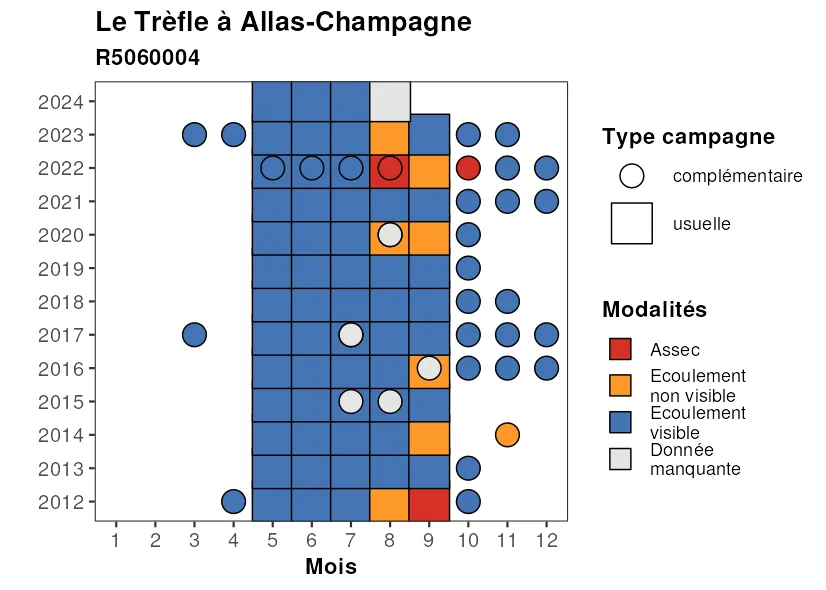 Le Trèfle à Allas-Champagne
R5060004
2024
2023
2022
2021
2020
2019
2018
2017
2016
2015
2014
2013
2012
1 2 3 4 5 6 7 8 9 10 11 12
Mois
Type campagne
complémentaire
usuelle
Modalités
Assec
Ecoulement
non visible
Ecoulement
visible
Donnée
manquante